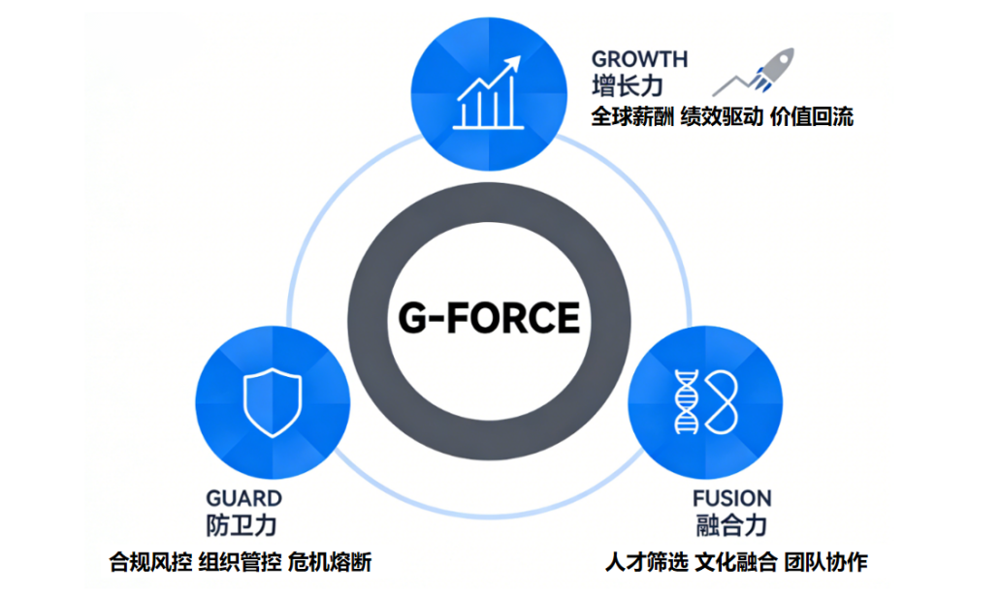 GROWTH
增长力
全球薪酬 绩效驱动 价值回流
G-FORCE
GUARD
防卫力
合规风控 组织管控 危机熔断
FUSION
融合力
人才筛选 文化融合 团队协作